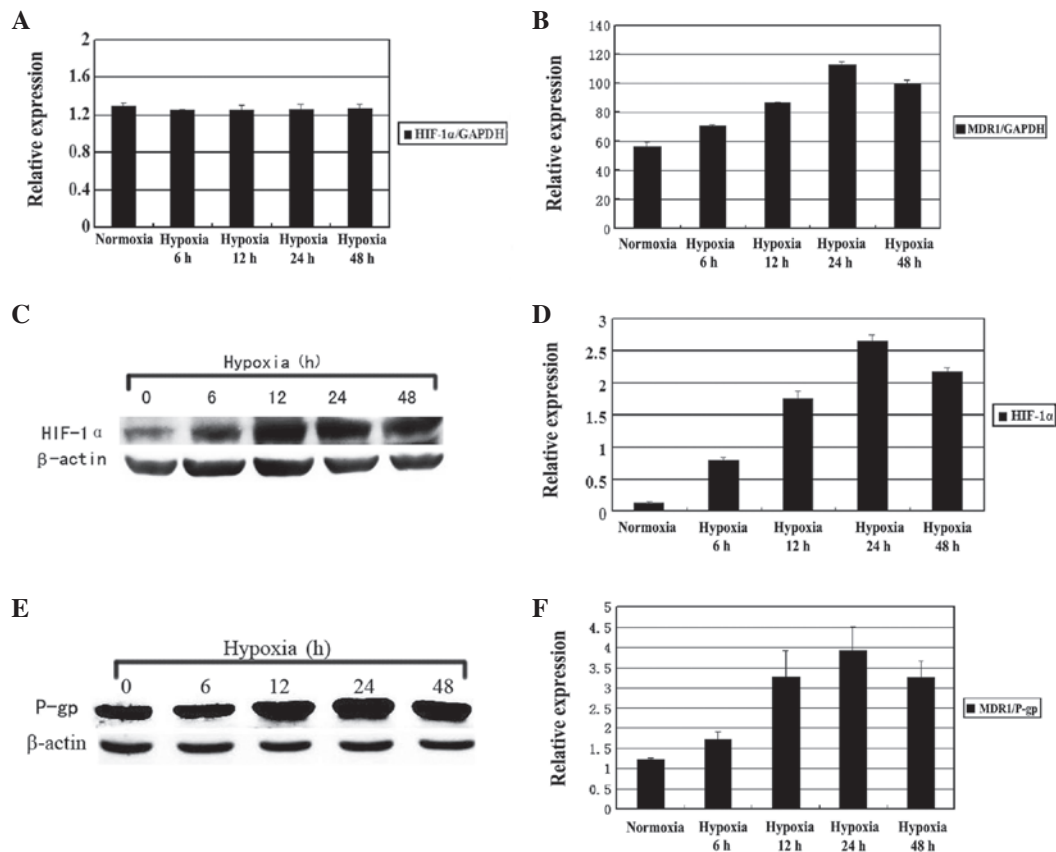 A
2
1.6
1.2
0.8
0.4
0
Relative expression
Normoxia Hypoxia Hypoxia Hypoxia Hypoxia
6 h 12 h 24 h 48 h
HIF-1α/GAPDH
B
140
120
100
80
60
40
20
0
Relative expression
Normoxia Hypoxia Hypoxia Hypoxia Hypoxia
6 h 12 h 24 h 48 h
MDR1/GAPDH
C
Hypoxia (h)
0 6 12 24 48
HIF-1α
β-actin
D
3
2.5
2
1.5
1
0.5
0
Relative expression
Normoxia Hypoxia Hypoxia Hypoxia Hypoxia
6 h 12 h 24 h 48 h
HIF-1α
E
Hypoxia (h)
0 6 12 24 48
P-gp
β-actin
F
5
4.5
4
3.5
3
2.5
2
1.5
1
0.5
0
Relative expression
Normoxia Hypoxia Hypoxia Hypoxia Hypoxia
6 h 12 h 24 h 48 h
MDR1/P-gp